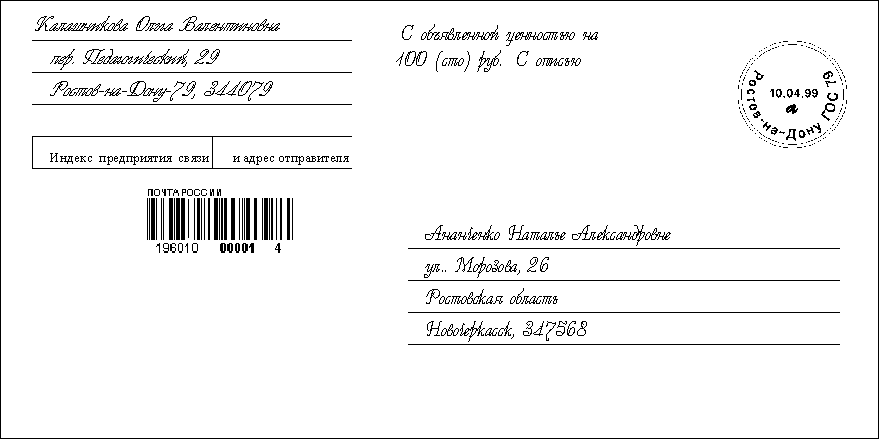 Калашникова Ольга Валентиновна
пер. Педагогический, 29
Ростов-на-Дону-79, 344079
С объявленной ценностью на
100 (сто) руб. С описью
Ростов-на-Дону ГОС 79
10.04.99
а
Индекс предприятия связи и адрес отправителя
ПОЧТА РОССИИ
196010 00001 4
Ананченко Наталье Александровне
ул.. Морозова, 26
Ростовская область
Новочеркасск, 347568